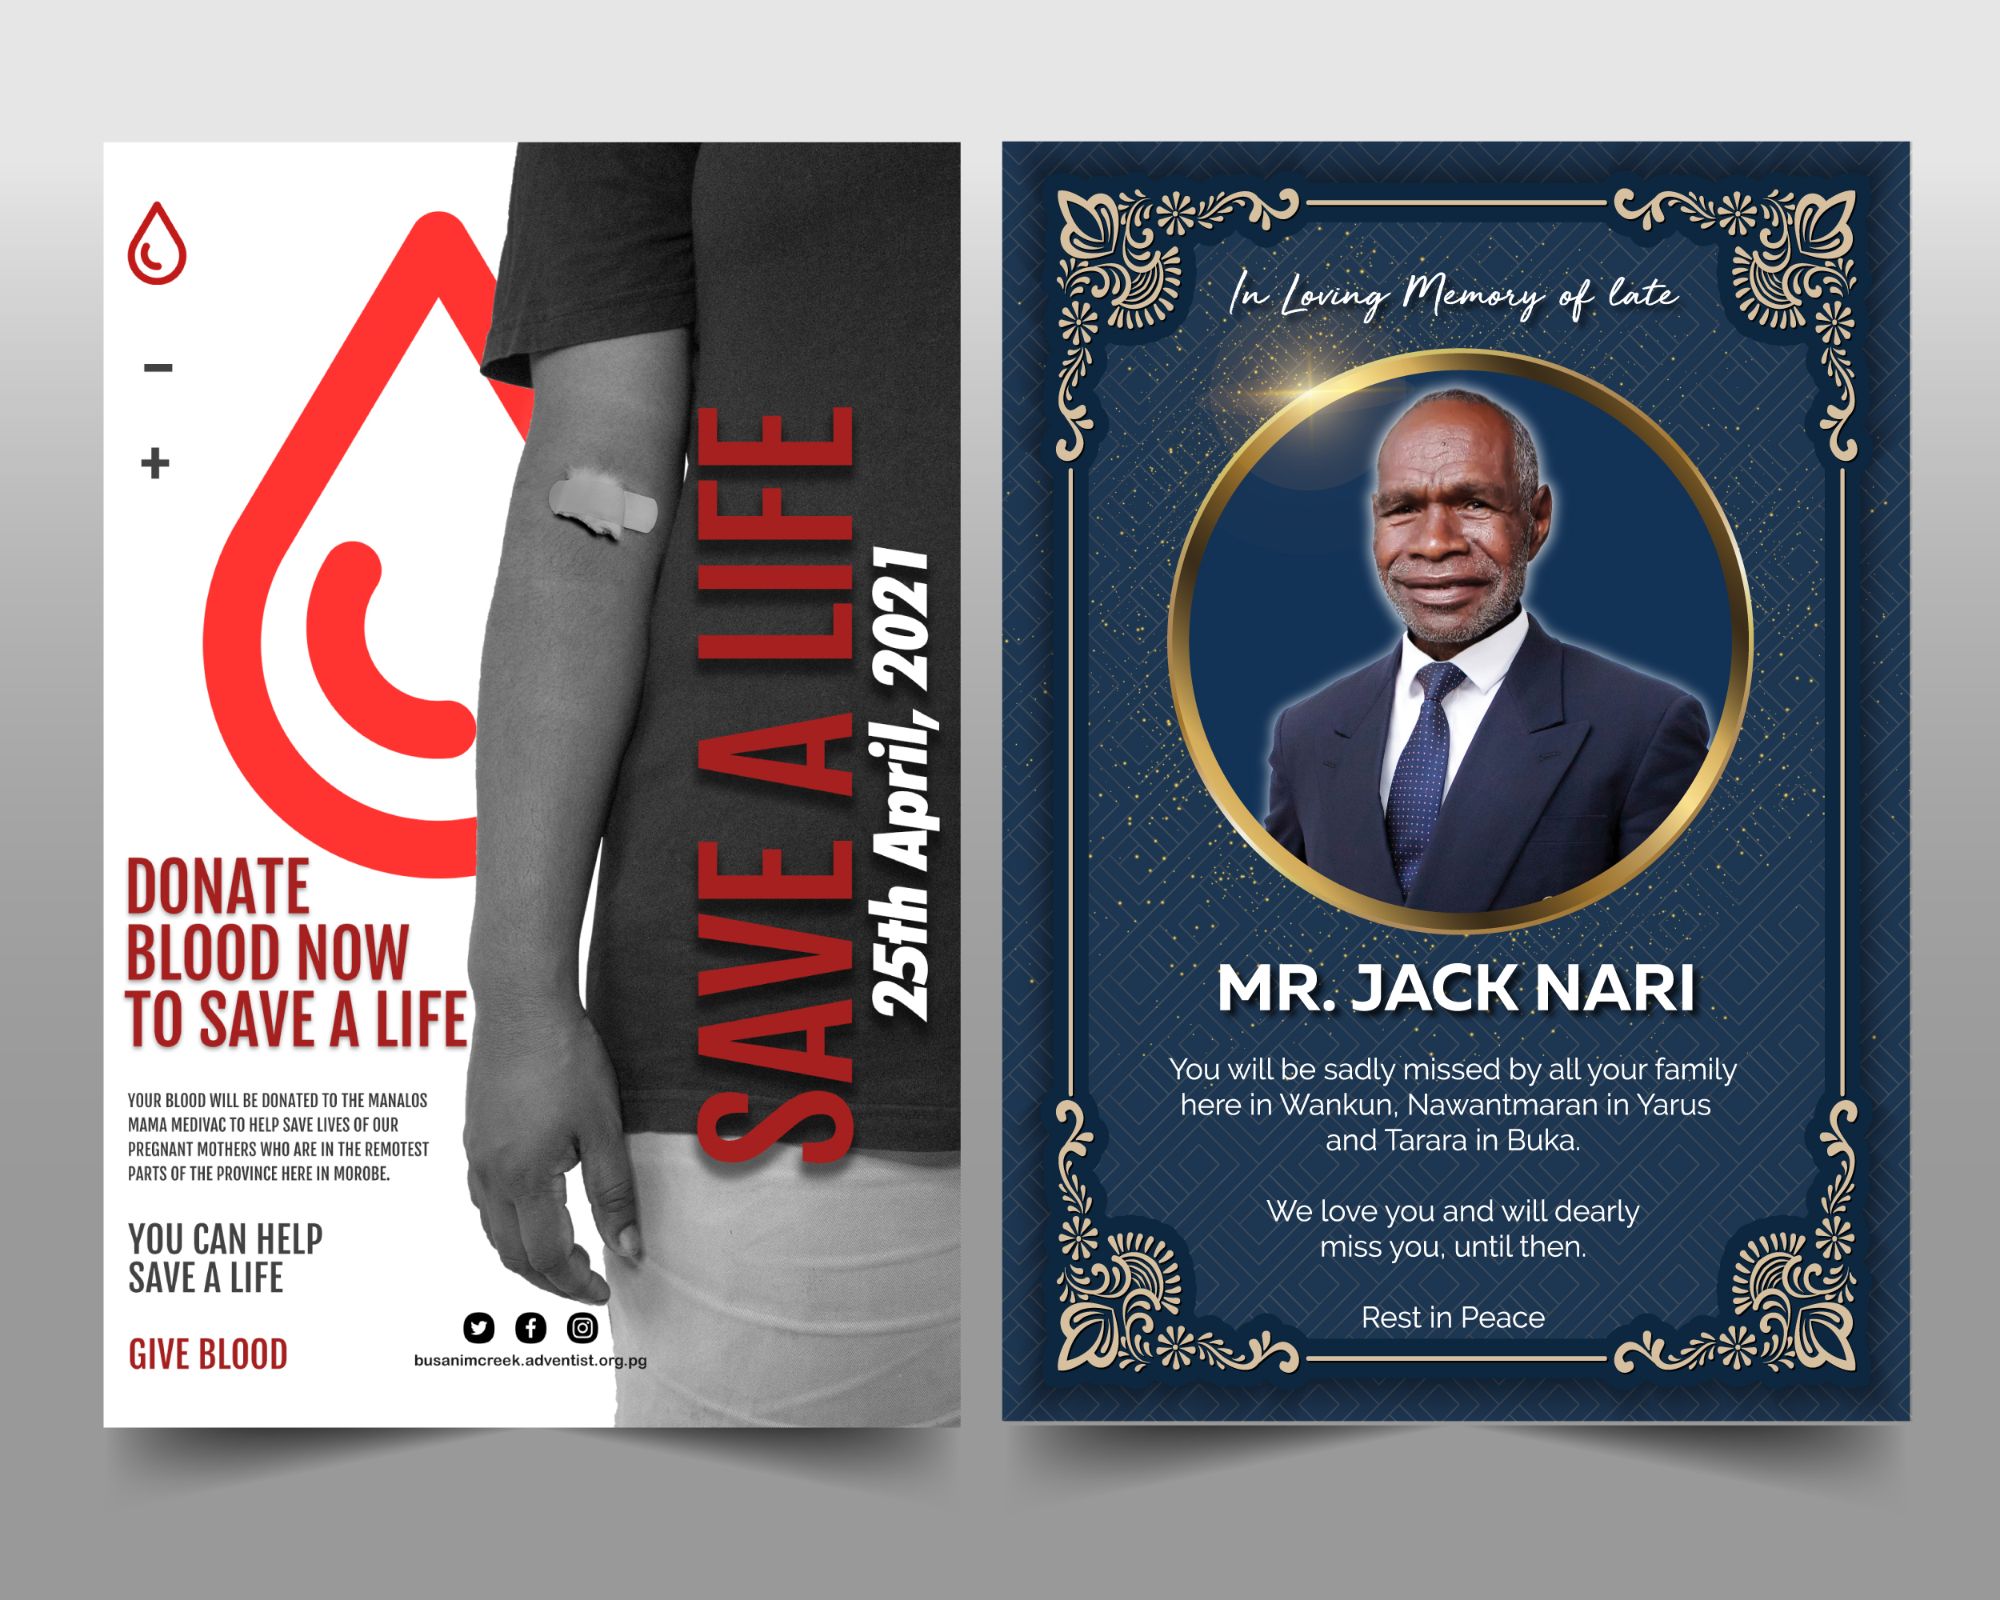 −
+
DONATE
BLOOD NOW
TO SAVE A LIFE
YOUR BLOOD WILL BE DONATED TO THE MANALOS
MAMA MEDIVAC TO HELP SAVE LIVES OF OUR
PREGNANT MOTHERS WHO ARE IN THE REMOTEST
PARTS OF THE PROVINCE HERE IN MOROBE.
YOU CAN HELP
SAVE A LIFE
GIVE BLOOD
busanimcreek.adventist.org.pg
SAVE A LIFE
25th April, 2021
In Loving Memory of late
MR. JACK NARI
You will be sadly missed by all your family
here in Wankun, Nawantmaran in Yarus
and Tarara in Buka.
We love you and will dearly
miss you, until then.
Rest in Peace